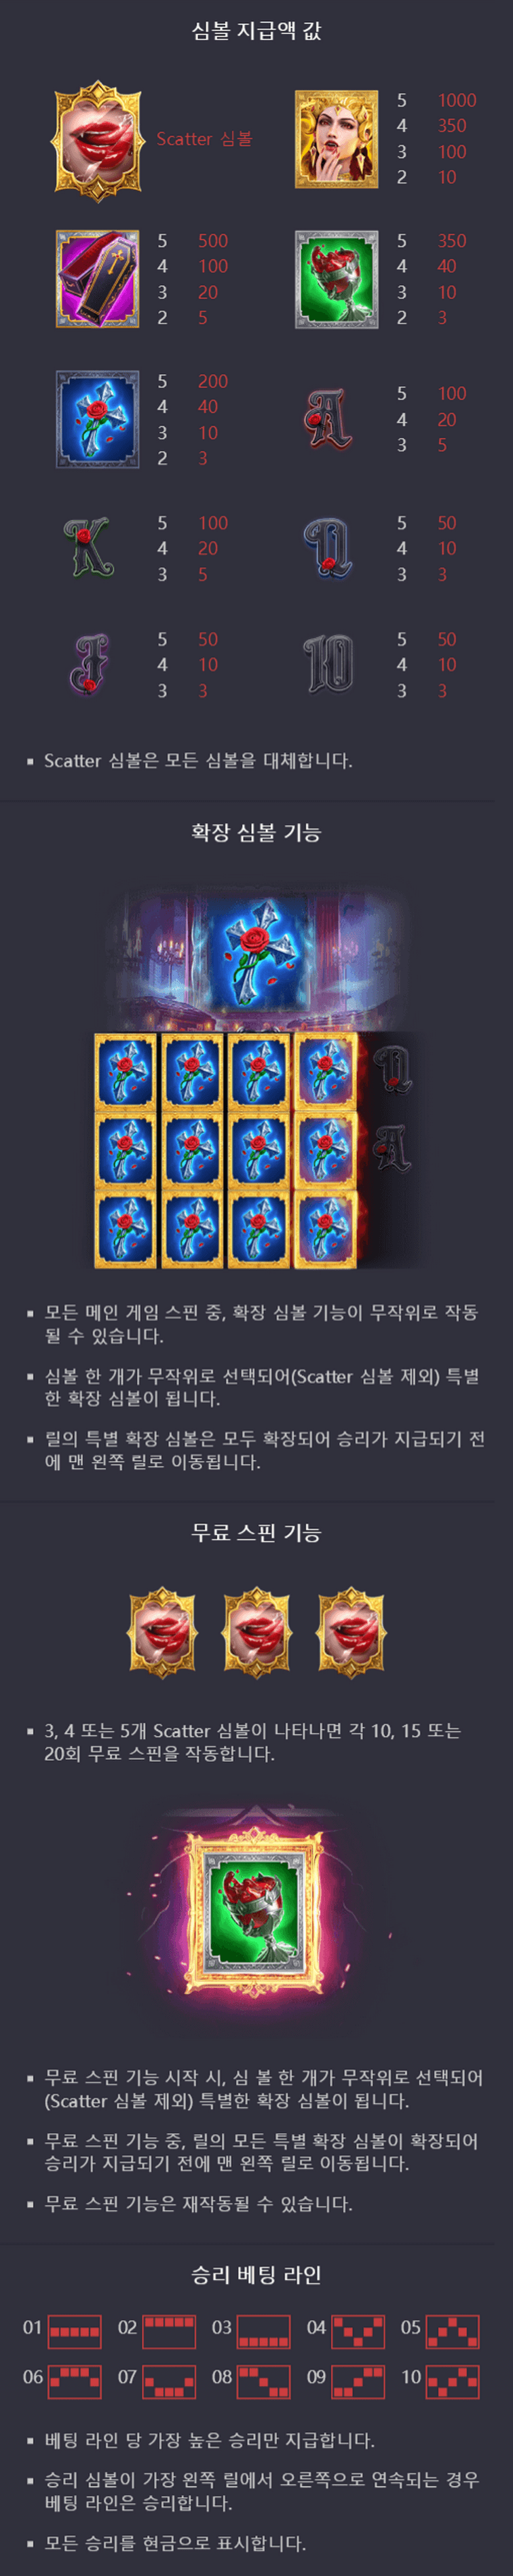 심볼 지급액 값
Scatter 심볼
5 1000
4 350
3 100
2 10
5 500
4 100
3 20
2 5
5 350
4 40
3 10
2 3
5 200
4 40
3 10
2 3
A
5 100
4 20
3 5
K
5 100
4 20
3 5
Q
5 50
4 10
3 3
J
5 50
4 10
3 3
10
5 50
4 10
3 3
Scatter 심볼은 모든 심볼을 대체합니다.
확장 심볼 기능
Q
A
모든 메인 게임 스핀 중, 확장 심볼 기능이 무작위로 작동
될 수 있습니다.
심볼 한 개가 무작위로 선택되어(Scatter 심볼 제외) 특별
한 확장 심볼이 됩니다.
릴의 특별 확장 심볼은 모두 확장되어 승리가 지급되기 전
에 맨 왼쪽 릴로 이동됩니다.
무료 스핀 기능
3, 4 또는 5개 Scatter 심볼이 나타나면 각 10, 15 또는
20회 무료 스핀을 작동합니다.
무료 스핀 기능 시작 시, 심 볼 한 개가 무작위로 선택되어
(Scatter 심볼 제외) 특별한 확장 심볼이 됩니다.
무료 스핀 기능 중, 릴의 모든 특별 확장 심볼이 확장되어
승리가 지급되기 전에 맨 왼쪽 릴로 이동됩니다.
무료 스핀 기능은 재작동될 수 있습니다.
승리 베팅 라인
01 02 03 04 05
06 07 08 09 10
베팅 라인 당 가장 높은 승리만 지급합니다.
승리 심볼이 가장 왼쪽 릴에서 오른쪽으로 연속되는 경우
베팅 라인은 승리합니다.
모든 승리를 현금으로 표시합니다.